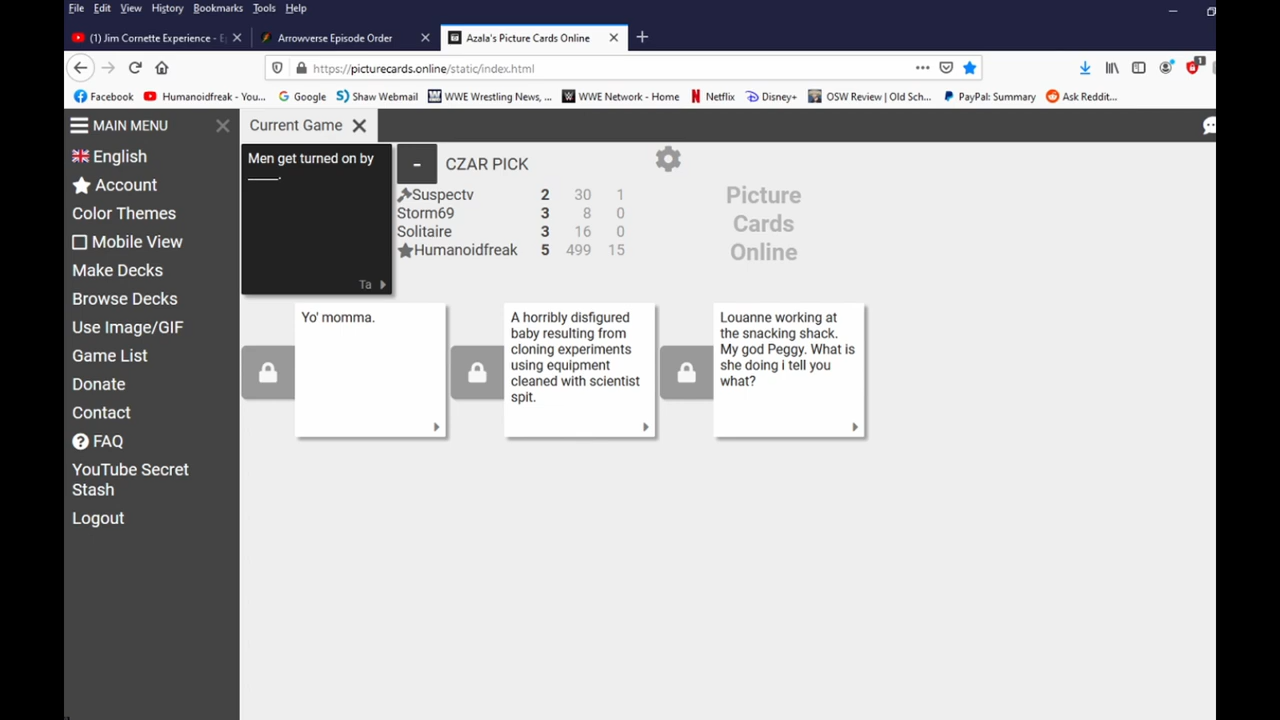 File Edit View History Bookmarks Tools Help
(1) Jim Cornette Experience - E
Arrowverse Episode Order
Azala's Picture Cards Online
https://picturecards.online/static/index.html
1
Facebook
Humanoidfreak - You...
Google
Shaw Webmail
WWE Wrestling News, ...
WWE Network - Home
Netflix
Disney+
OSW Review | Old Sch...
PayPal: Summary
Ask Reddit...
MAIN MENU
English
Account
Color Themes
Mobile View
Make Decks
Browse Decks
Use Image/GIF
Game List
Donate
Contact
FAQ
YouTube Secret
Stash
Logout
Current Game
Men get turned on by
____.
Ta
- CZAR PICK
Suspectv 2 30 1
Storm69 3 8 0
Solitaire 3 16 0
Humanoidfreak 5 499 15
Picture
Cards
Online
Yo' momma.
A horribly disfigured
baby resulting from
cloning experiments
using equipment
cleaned with scientist
spit.
Louanne working at
the snacking shack.
My god Peggy. What is
she doing i tell you
what?